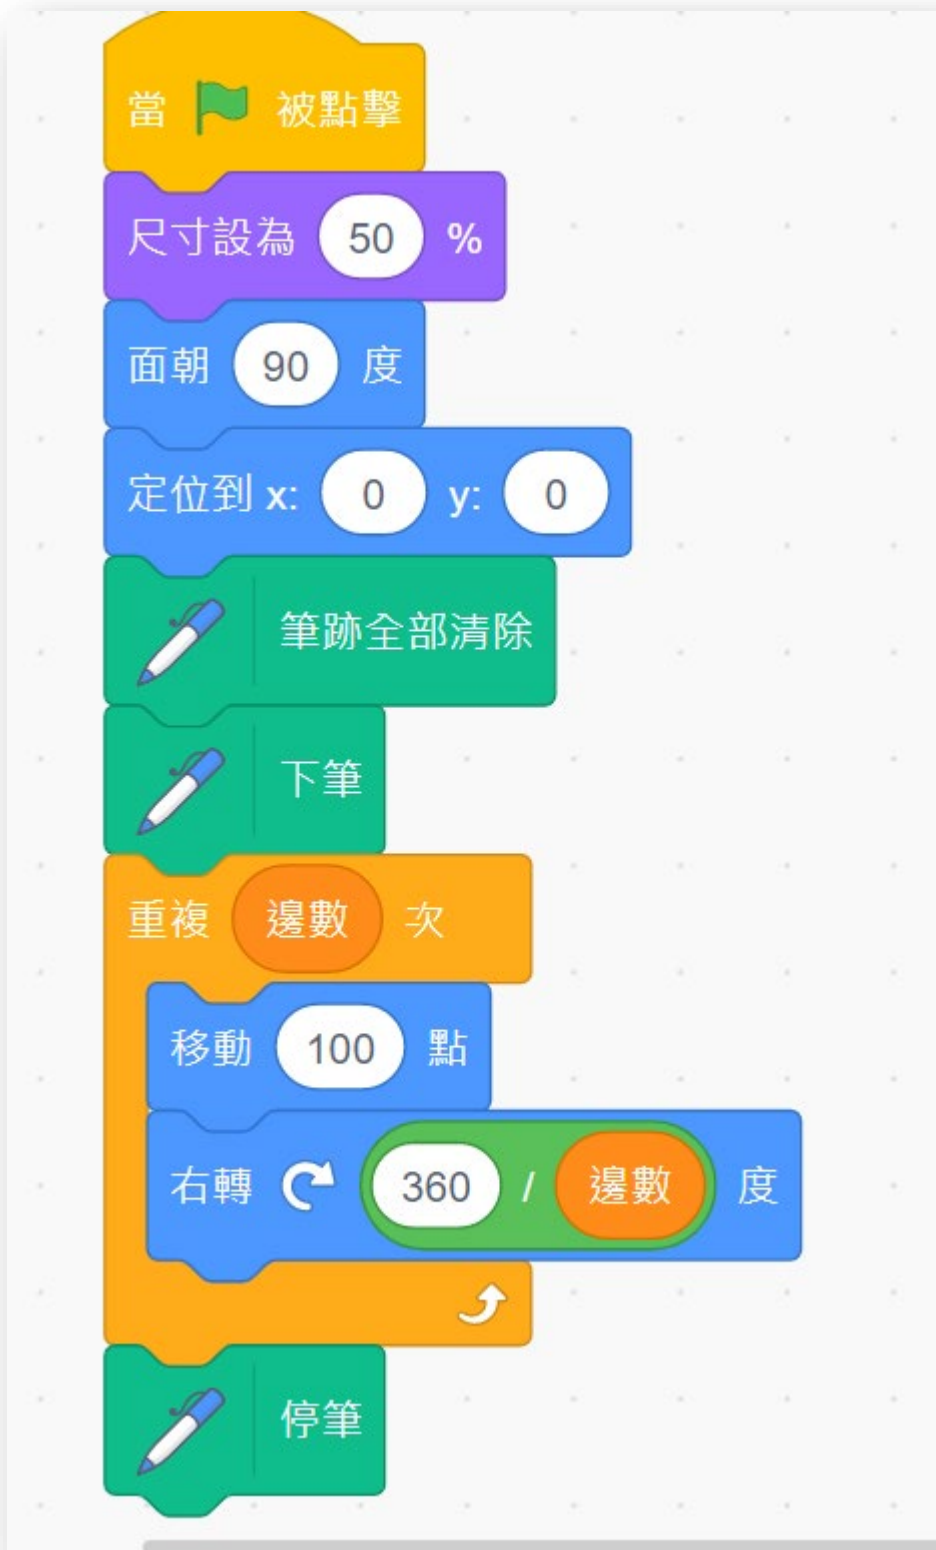 當 被點擊
尺寸設為 50 %
面朝 90 度
定位到 x: 0 y: 0
筆跡全部清除
下筆
重複 邊數 次
移動 100 點
右轉 360 / 邊數 度
停筆